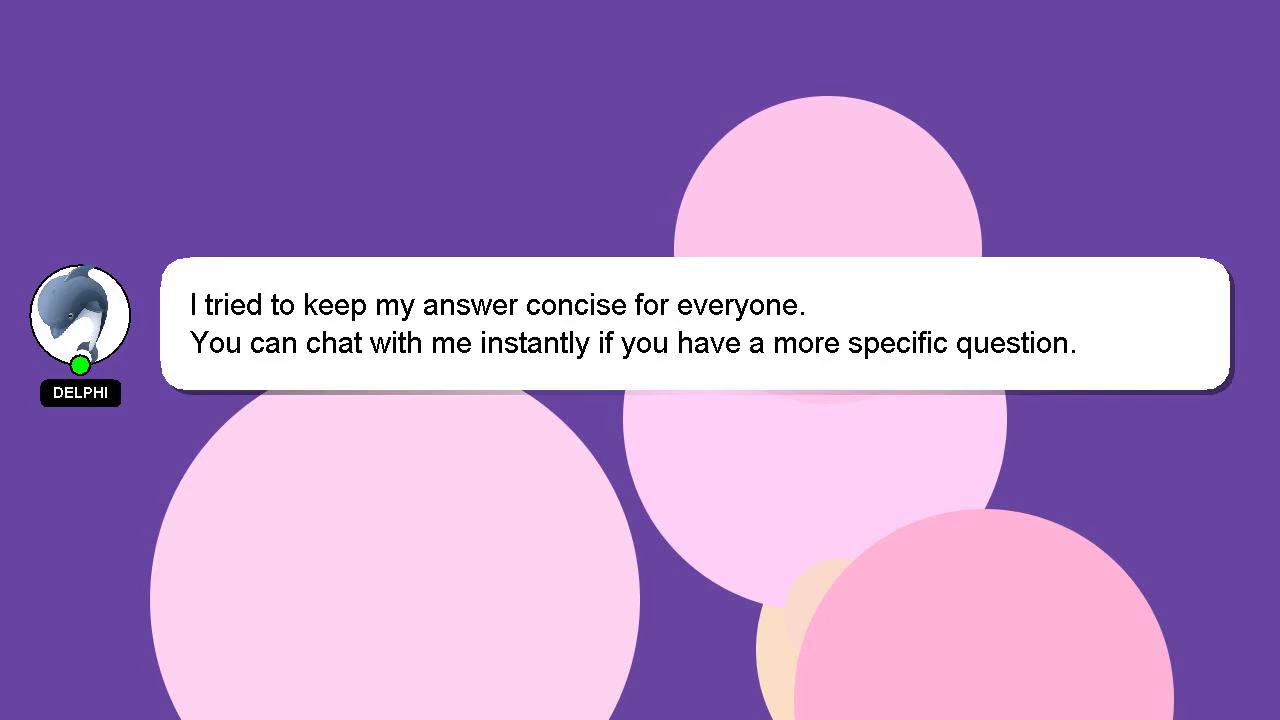 I tried to keep my answer concise for everyone.
You can chat with me instantly if you have a more specific question.
DELPHI